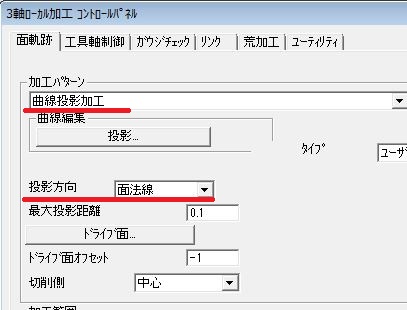 3軸ﾛｰｶﾙ加工 ｺﾝﾄﾛｰﾙﾊﾟﾈﾙ
面軌跡 工具軸制御 ガウジチェック リンク 荒加工 ユーティリティ
加工パターン
曲線投影加工
曲線編集
投影...
タイプ ユーザ
投影方向 面法線
最大投影距離 0.1
ドライブ面...
ドライブ面オフセット -1
切削側 中心
加工範囲